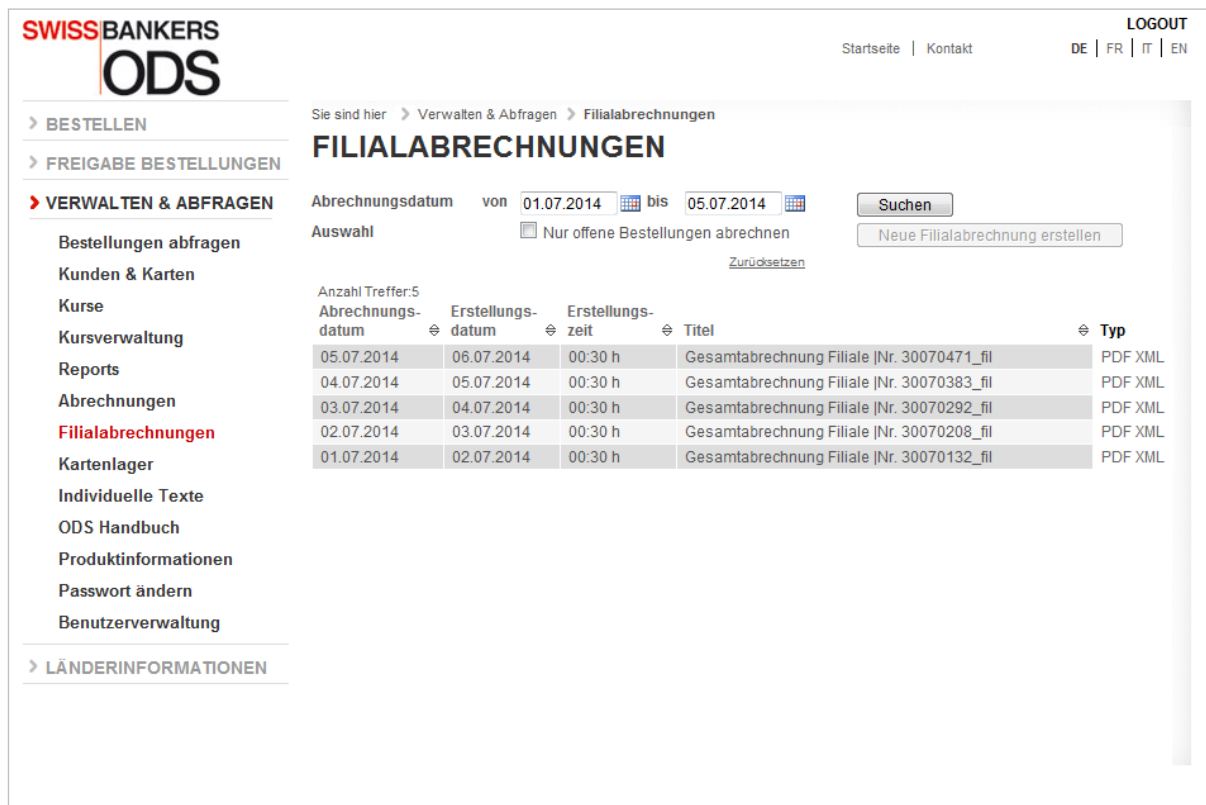 SWISS BANKERS
ODS
LOGOUT
Startseite | Kontakt
DE | FR | IT | EN
BESTELLEN
FREIGABE BESTELLUNGEN
VERWALTEN & ABFRAGEN
Bestellungen abfragen
Kunden & Karten
Kurse
Kursverwaltung
Reports
Abrechnungen
Filialabrechnungen
Kartenlager
Individuelle Texte
ODS Handbuch
Produktinformationen
Passwort ändern
Benutzerverwaltung
LÄNDERINFORMATIONEN
Sie sind hier Verwalten & Abfragen Filialabrechnungen
FILIALABRECHNUNGEN
Abrechnungsdatum von 01.07.2014 bis 05.07.2014 Suchen
Auswahl Nur offene Bestellungen abrechnen Neue Filialabrechnung erstellen
Zurücksetzen
Anzahl Treffer:5
Abrechnungs- Erstellungs- Erstellungs-
datum datum zeit Titel Typ
05.07.2014 06.07.2014 00:30 h Gesamtabrechnung Filiale |Nr. 30070471_fil PDF XML
04.07.2014 05.07.2014 00:30 h Gesamtabrechnung Filiale |Nr. 30070383_fil PDF XML
03.07.2014 04.07.2014 00:30 h Gesamtabrechnung Filiale |Nr. 30070292_fil PDF XML
02.07.2014 03.07.2014 00:30 h Gesamtabrechnung Filiale |Nr. 30070208_fil PDF XML
01.07.2014 02.07.2014 00:30 h Gesamtabrechnung Filiale |Nr. 30070132_fil PDF XML